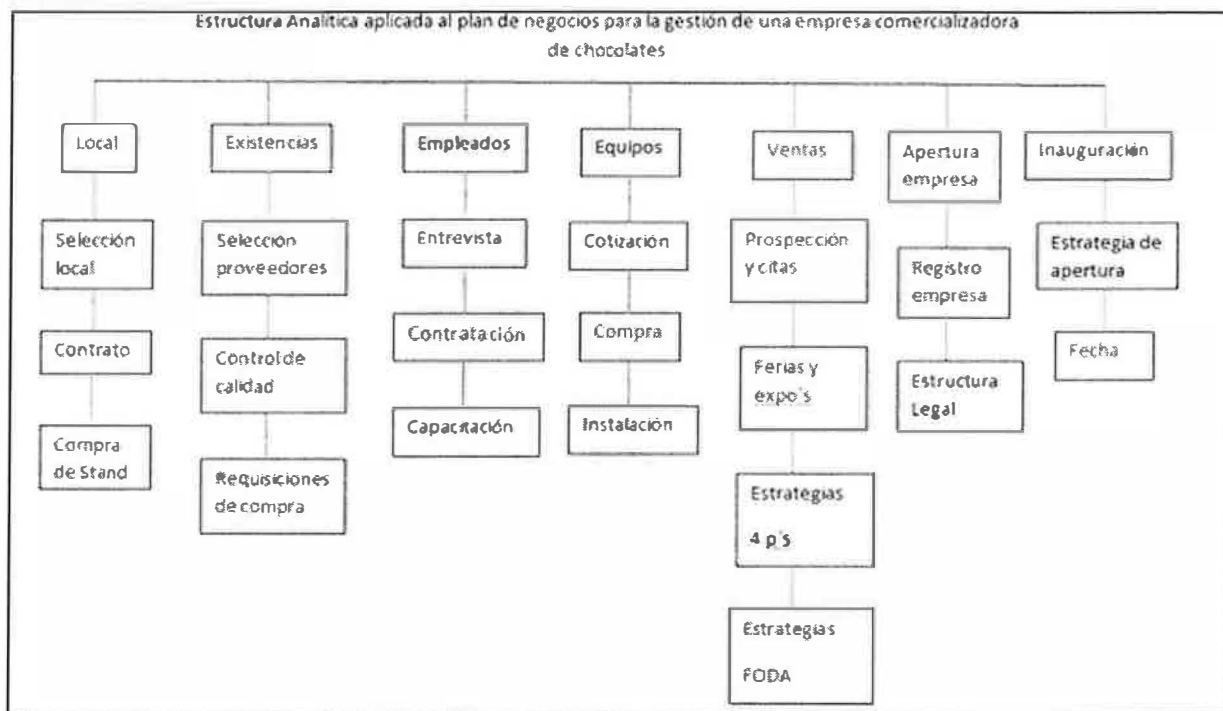 Estructura Analítica aplicada al plan de negocios para la gestión de una empresa comercializadora
de chocolates
Local
Selección
local
Contrato
Compra
de Stand
Existencias
Selección
proveedores
Control de
calidad
Requisiciones
de compra
Empleados
Entrevista
Contratación
Capacitación
Equipos
Cotización
Compra
Instalación
Ventas
Prospección
y citas
Ferias y
expo's
Estrategias
4 p's
Estrategias
FODA
Apertura
empresa
Registro
empresa
Estructura
Legal
Inauguración
Estrategia de
apertura
Fecha